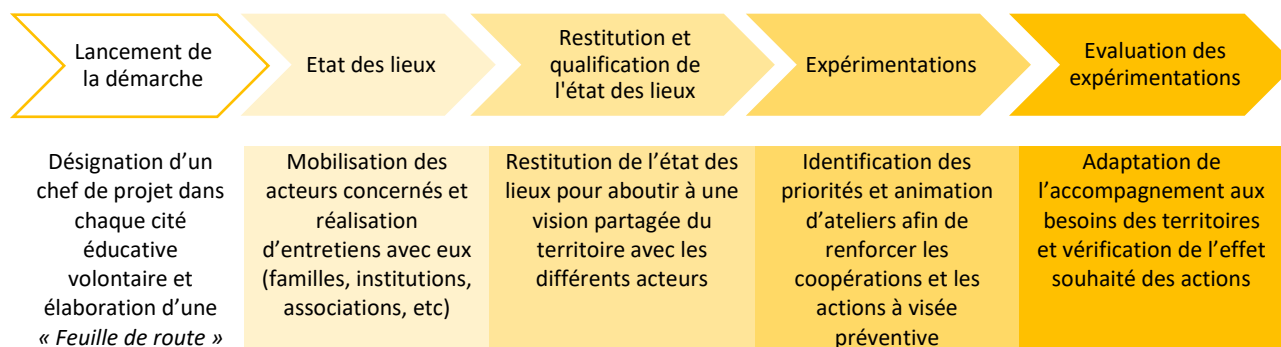 Lancement de
la démarche
Etat des lieux
Restitution et
qualification de
l'état des lieux
Expérimentations
Evaluation des
expérimentations
Désignation d’un
chef de projet dans
chaque cité
éducative
volontaire et
élaboration d’une
« Feuille de route »
Mobilisation des
acteurs concernés et
réalisation
d’entretiens avec eux
(familles, institutions,
associations, etc)
Restitution de l’état des
lieux pour aboutir à une
vision partagée du
territoire avec les
différents acteurs
Identification des
priorités et animation
d’ateliers afin de
renforcer les
coopérations et les
actions à visée
préventive
Adaptation de
l’accompagnement aux
besoins des territoires
et vérification de l’effet
souhaité des actions